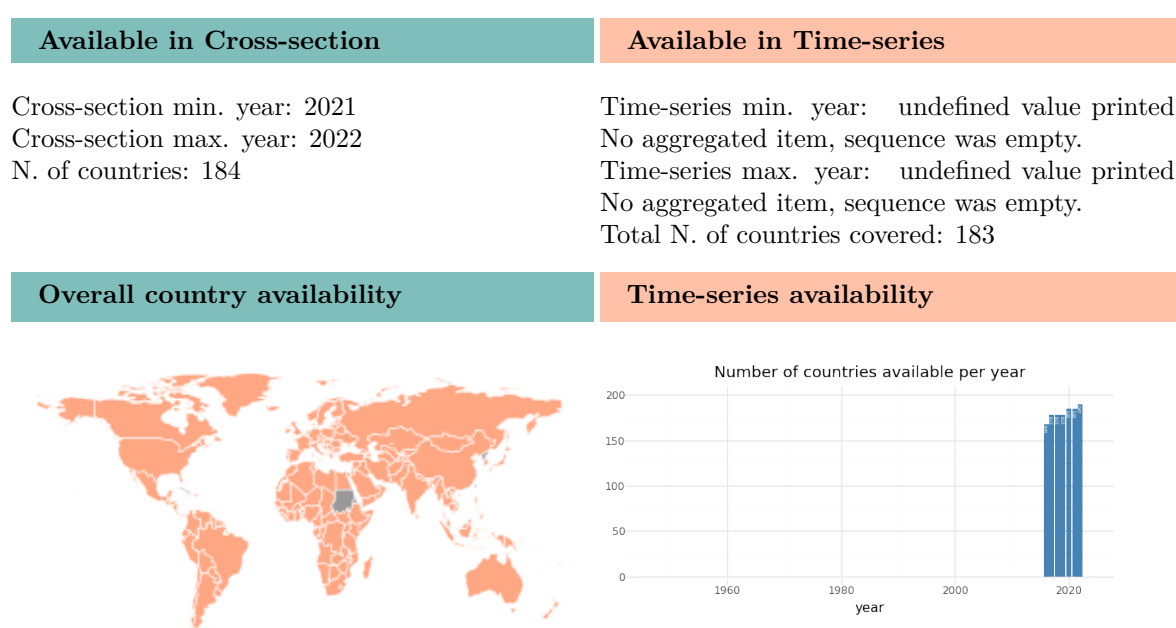 Available in Cross-section
Cross-section min. year: 2021
Cross-section max. year: 2022
N. of countries: 184
Available in Time-series
Time-series min. year: undefined value printed
No aggregated item, sequence was empty.
Time-series max. year: undefined value printed
No aggregated item, sequence was empty.
Total N. of countries covered: 183
Overall country availability
Time-series availability
Number of countries available per year
200
150
100
50
0
1960
1980
2000
2020
year